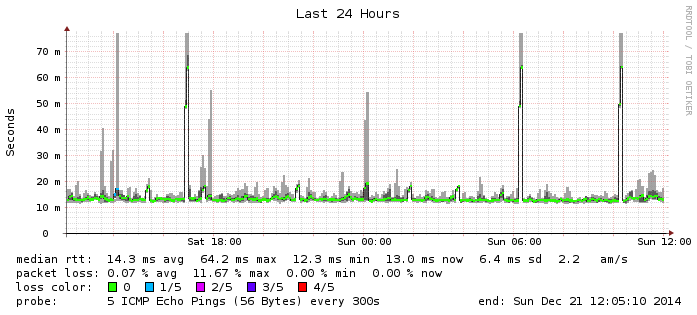 Last 24 Hours
RRDTOOL / TOBI OETIKER
Seconds
70 m
60 m
50 m
40 m
30 m
20 m
10 m
0
Sat 18:00 Sun 00:00 Sun 06:00 Sun 12:00
median rtt: 14.3 ms avg 64.2 ms max 12.3 ms min 13.0 ms now 6.4 ms sd 2.2 am/s
packet loss: 0.07 % avg 11.67 % max 0.00 % min 0.00 % now
loss color: 0 1/5 2/5 3/5 4/5
probe: 5 ICMP Echo Pings (56 Bytes) every 300s end: Sun Dec 21 12:05:10 2014